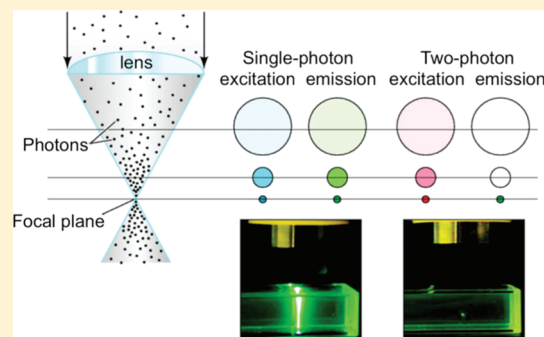 lens
Single-photon
excitation emission
Two-photon
excitation emission
Photons
Focal plane